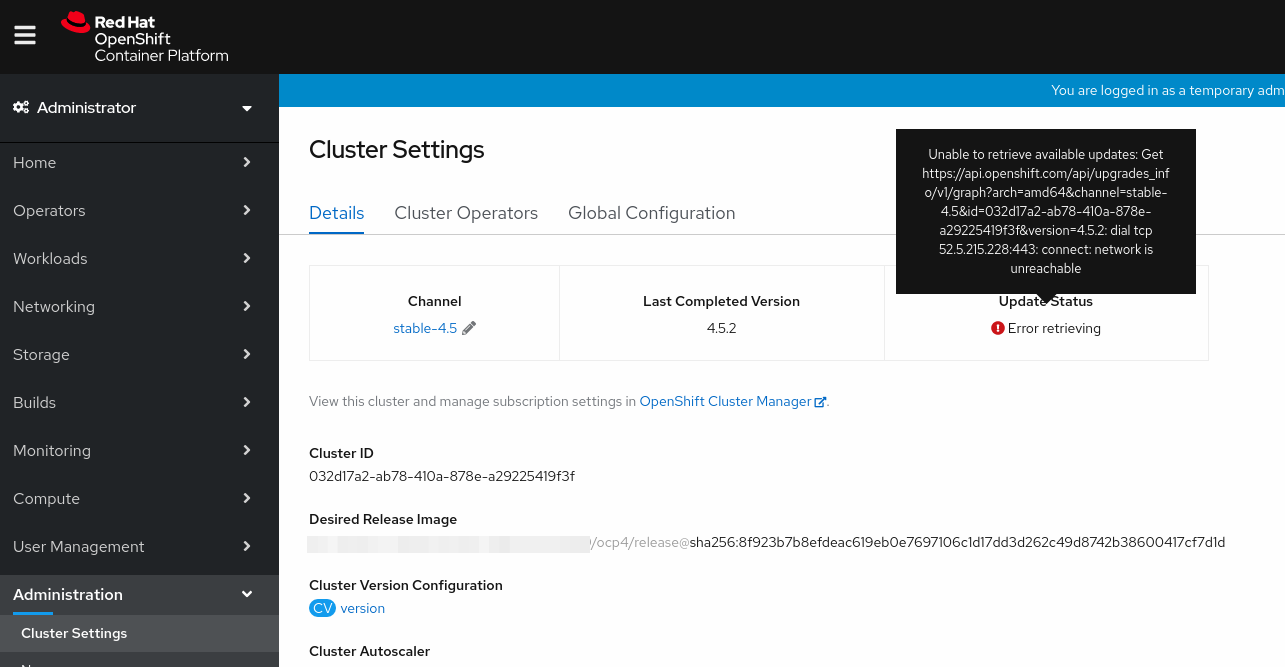 Red Hat
OpenShift
Container Platform
You are logged in as a temporary adm
Administrator
Home
Operators
Workloads
Networking
Storage
Builds
Monitoring
Compute
User Management
Administration
Cluster Settings
Cluster Settings
Details Cluster Operators Global Configuration
Unable to retrieve available updates: Get
https://api.openshift.com/api/upgrades_inf
o/v1/graph?arch=amd64&channel=stable-
4.5&id=032d17a2-ab78-410a-878e-
a29225419f3f&version=4.5.2: dial tcp
52.5.215.228:443: connect: network is
unreachable
Channel
stable-4.5
Last Completed Version
4.5.2
Update Status
Error retrieving
View this cluster and manage subscription settings in OpenShift Cluster Manager.
Cluster ID
032d17a2-ab78-410a-878e-a29225419f3f
Desired Release Image
/ocp4/release@sha256:8f923b7b8efdeac619eb0e7697106c1d17dd3d262c49d8742b38600417cf7d1d
Cluster Version Configuration
CV version
Cluster Autoscaler